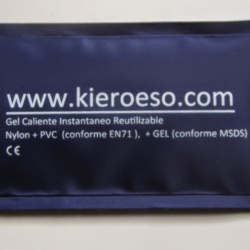 www.kieroeso.com
Gel Caliente Instantaneo Reutilizable
Nylon + PVC (conforme EN71 ), + GEL (conforme MSDS)
CE